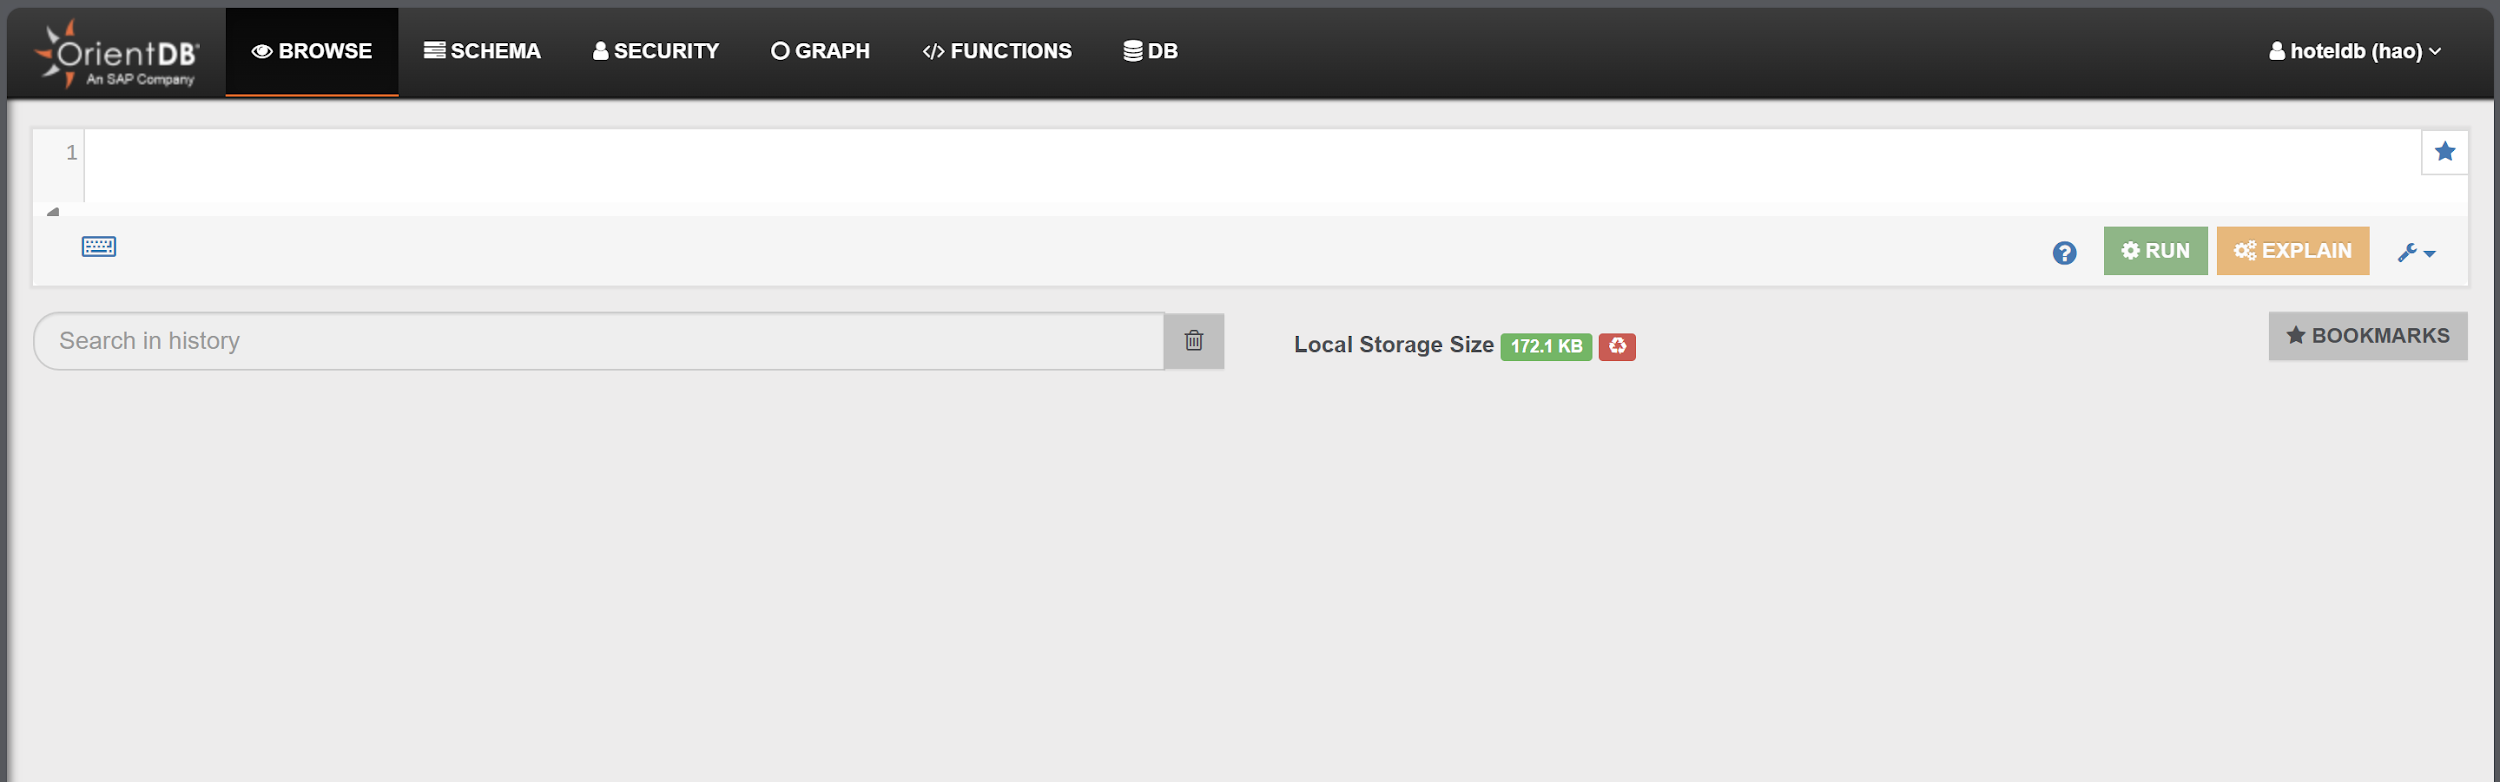 OrientDB®
An SAP Company
BROWSE
SCHEMA
SECURITY
GRAPH
</> FUNCTIONS
DB
hoteldb (hao)
1
?
RUN
EXPLAIN
Search in history
Local Storage Size 172.1 KB
BOOKMARKS